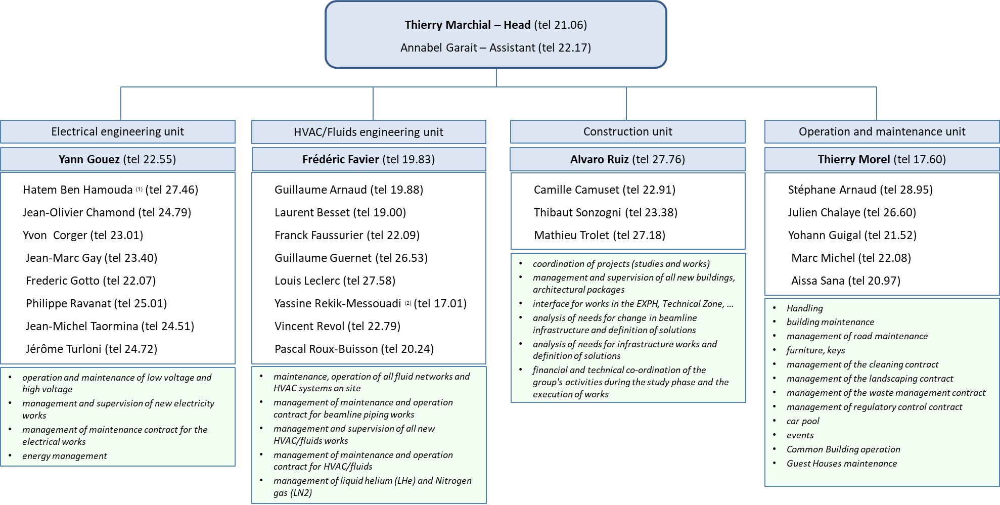 Thierry Marchial – Head (tel 21.06)
Annabel Garait – Assistant (tel 22.17)
Electrical engineering unit
Yann Gouez (tel 22.55)
Hatem Ben Hamouda (1) (tel 27.46)
Jean-Olivier Chamond (tel 24.79)
Yvon  Corger (tel 23.01)
Jean-Marc Gay (tel 23.40)
Frederic Gotto (tel 22.07)
Philippe Ravanat (tel 25.01)
Jean-Michel Taormina (tel 24.51)
Jérôme Turloni (tel 24.72)
• operation and maintenance of low voltage and
high voltage
• management and supervision of new electricity
works
• management of maintenance contract for the
electrical works
• energy management
HVAC/Fluids engineering unit
Frédéric Favier (tel 19.83)
Guillaume Arnaud (tel 19.88)
Laurent Besset (tel 19.00)
Franck Faussurier (tel 22.09)
Guillaume Guernet (tel 26.53)
Louis Leclerc (tel 27.58)
Yassine Rekik-Messouadi (2) (tel 17.01)
Vincent Revol (tel 22.79)
Pascal Roux-Buisson (tel 20.24)
• maintenance, operation of all fluid networks and
HVAC systems on site
• management of maintenance and operation
contract for beamline piping works
• management and supervision of all new
HVAC/fluids works
• management of maintenance and operation
contract for HVAC/fluids
• management of liquid helium (LHe) and Nitrogen
gas (LN2)
Construction unit
Alvaro Ruiz (tel 27.76)
Camille Camuset (tel 22.91)
Thibaut Sonzogni (tel 23.38)
Mathieu Trolet (tel 27.18)
• coordination of projects (studies and works)
• management and supervision of all new buildings,
architectural packages
• interface for works in the EXPH, Technical Zone, ...
• analysis of needs for change in beamline
infrastructure and definition of solutions
• analysis of needs for infrastructure works and
definition of solutions
• financial and technical co-ordination of the
group's activities during the study phase and the
execution of works
Operation and maintenance unit
Thierry Morel (tel 17.60)
Stéphane Arnaud (tel 28.95)
Julien Chalaye (tel 26.60)
Yohann Guigal (tel 21.52)
Marc Michel (tel 22.08)
Aissa Sana (tel 20.97)
• Handling
• building maintenance
• management of road maintenance
• furniture, keys
• management of the cleaning contract
• management of the landscaping contract
• management of the waste management contract
• management of regulatory control contract
• car pool
• events
• Common Building operation
• Guest Houses maintenance